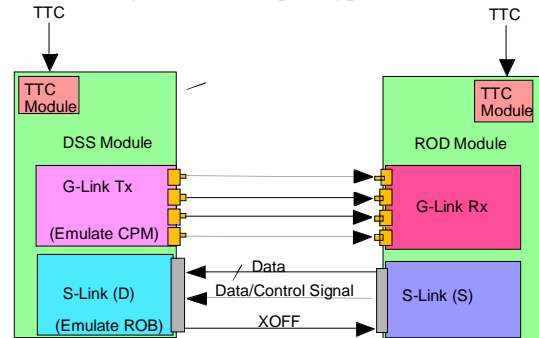 TTC
TTC
TTC
Module
TTC
Module
DSS Module
ROD Module
G-Link Tx
(Emulate CPM)
G-Link Rx
Data
Data/Control Signal
XOFF
S-Link (D)
(Emulate ROB)
S-Link (S)